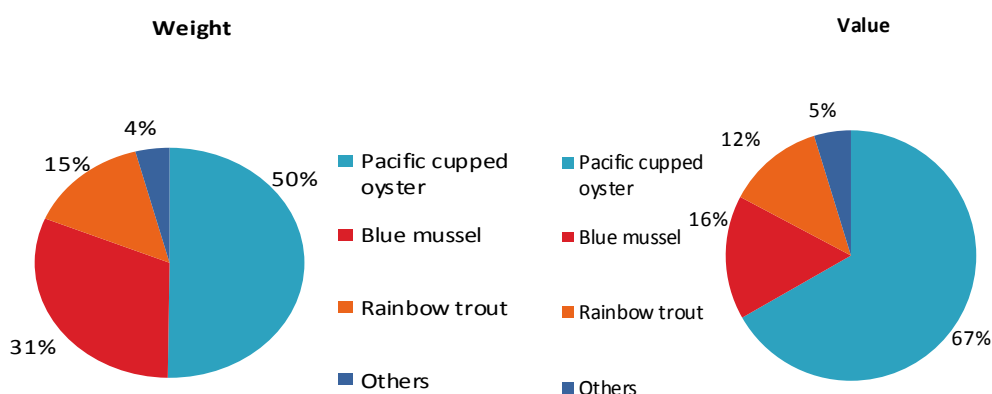 Weight
4%
15%
50%
31%
Pacific cupped
oyster
Blue mussel
Rainbow trout
Others
Value
5%
12%
16%
67%
Pacific cupped
oyster
Blue mussel
Rainbow trout
Others